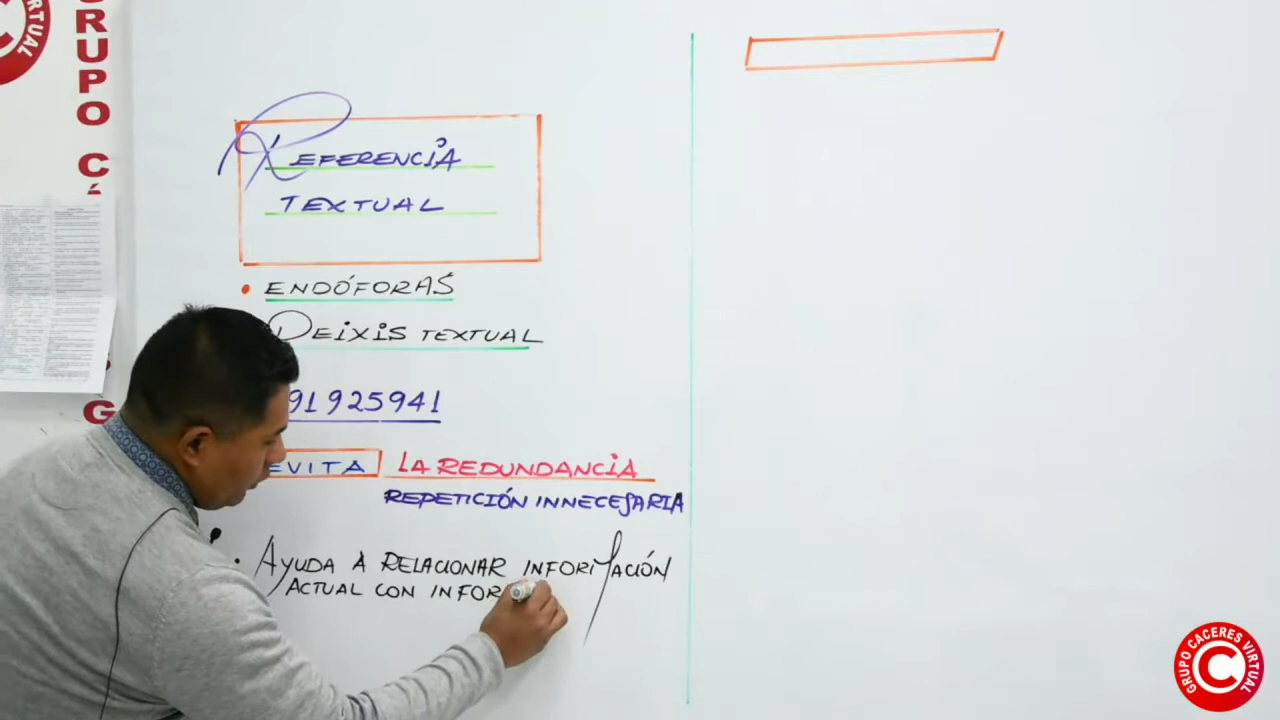 GRUPO CÁ
G
REFERENCIA
TEXTUAL
• ENDÓFORAS
DEIXIS TEXTUAL
91925941
EVITA LA REDUNDANCIA
REPETICIÓN INNECESARIA
• AYUDA A RELACIONAR INFORMACIÓN
ACTUAL CON INFOR
GRUPO CACERES VIRTUAL